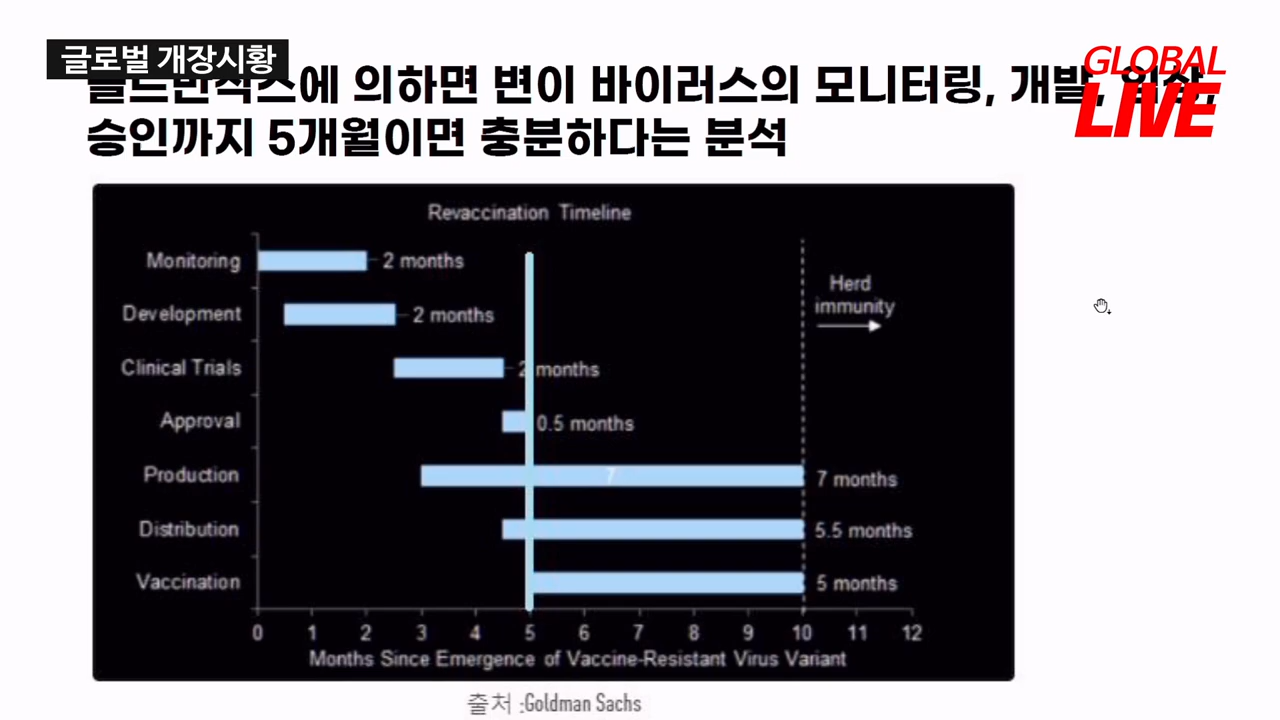 글로벌 개장시황
GLOBAL
LIVE
의하면 변이 바이러스의 모니터링, 개발,
승인까지 5개월이면 충분하다는 분석
Revaccination Timeline
Monitoring 2 months
Development 2 months
Clinical Trials 2 months
Approval 0.5 months
Production 7 7 months
Distribution 5.5 months
Vaccination 5 months
Herd
immunity
0 1 2 3 4 5 6 7 8 9 10 11 12
Months Since Emergence of Vaccine-Resistant Virus Variant
출처 :Goldman Sachs